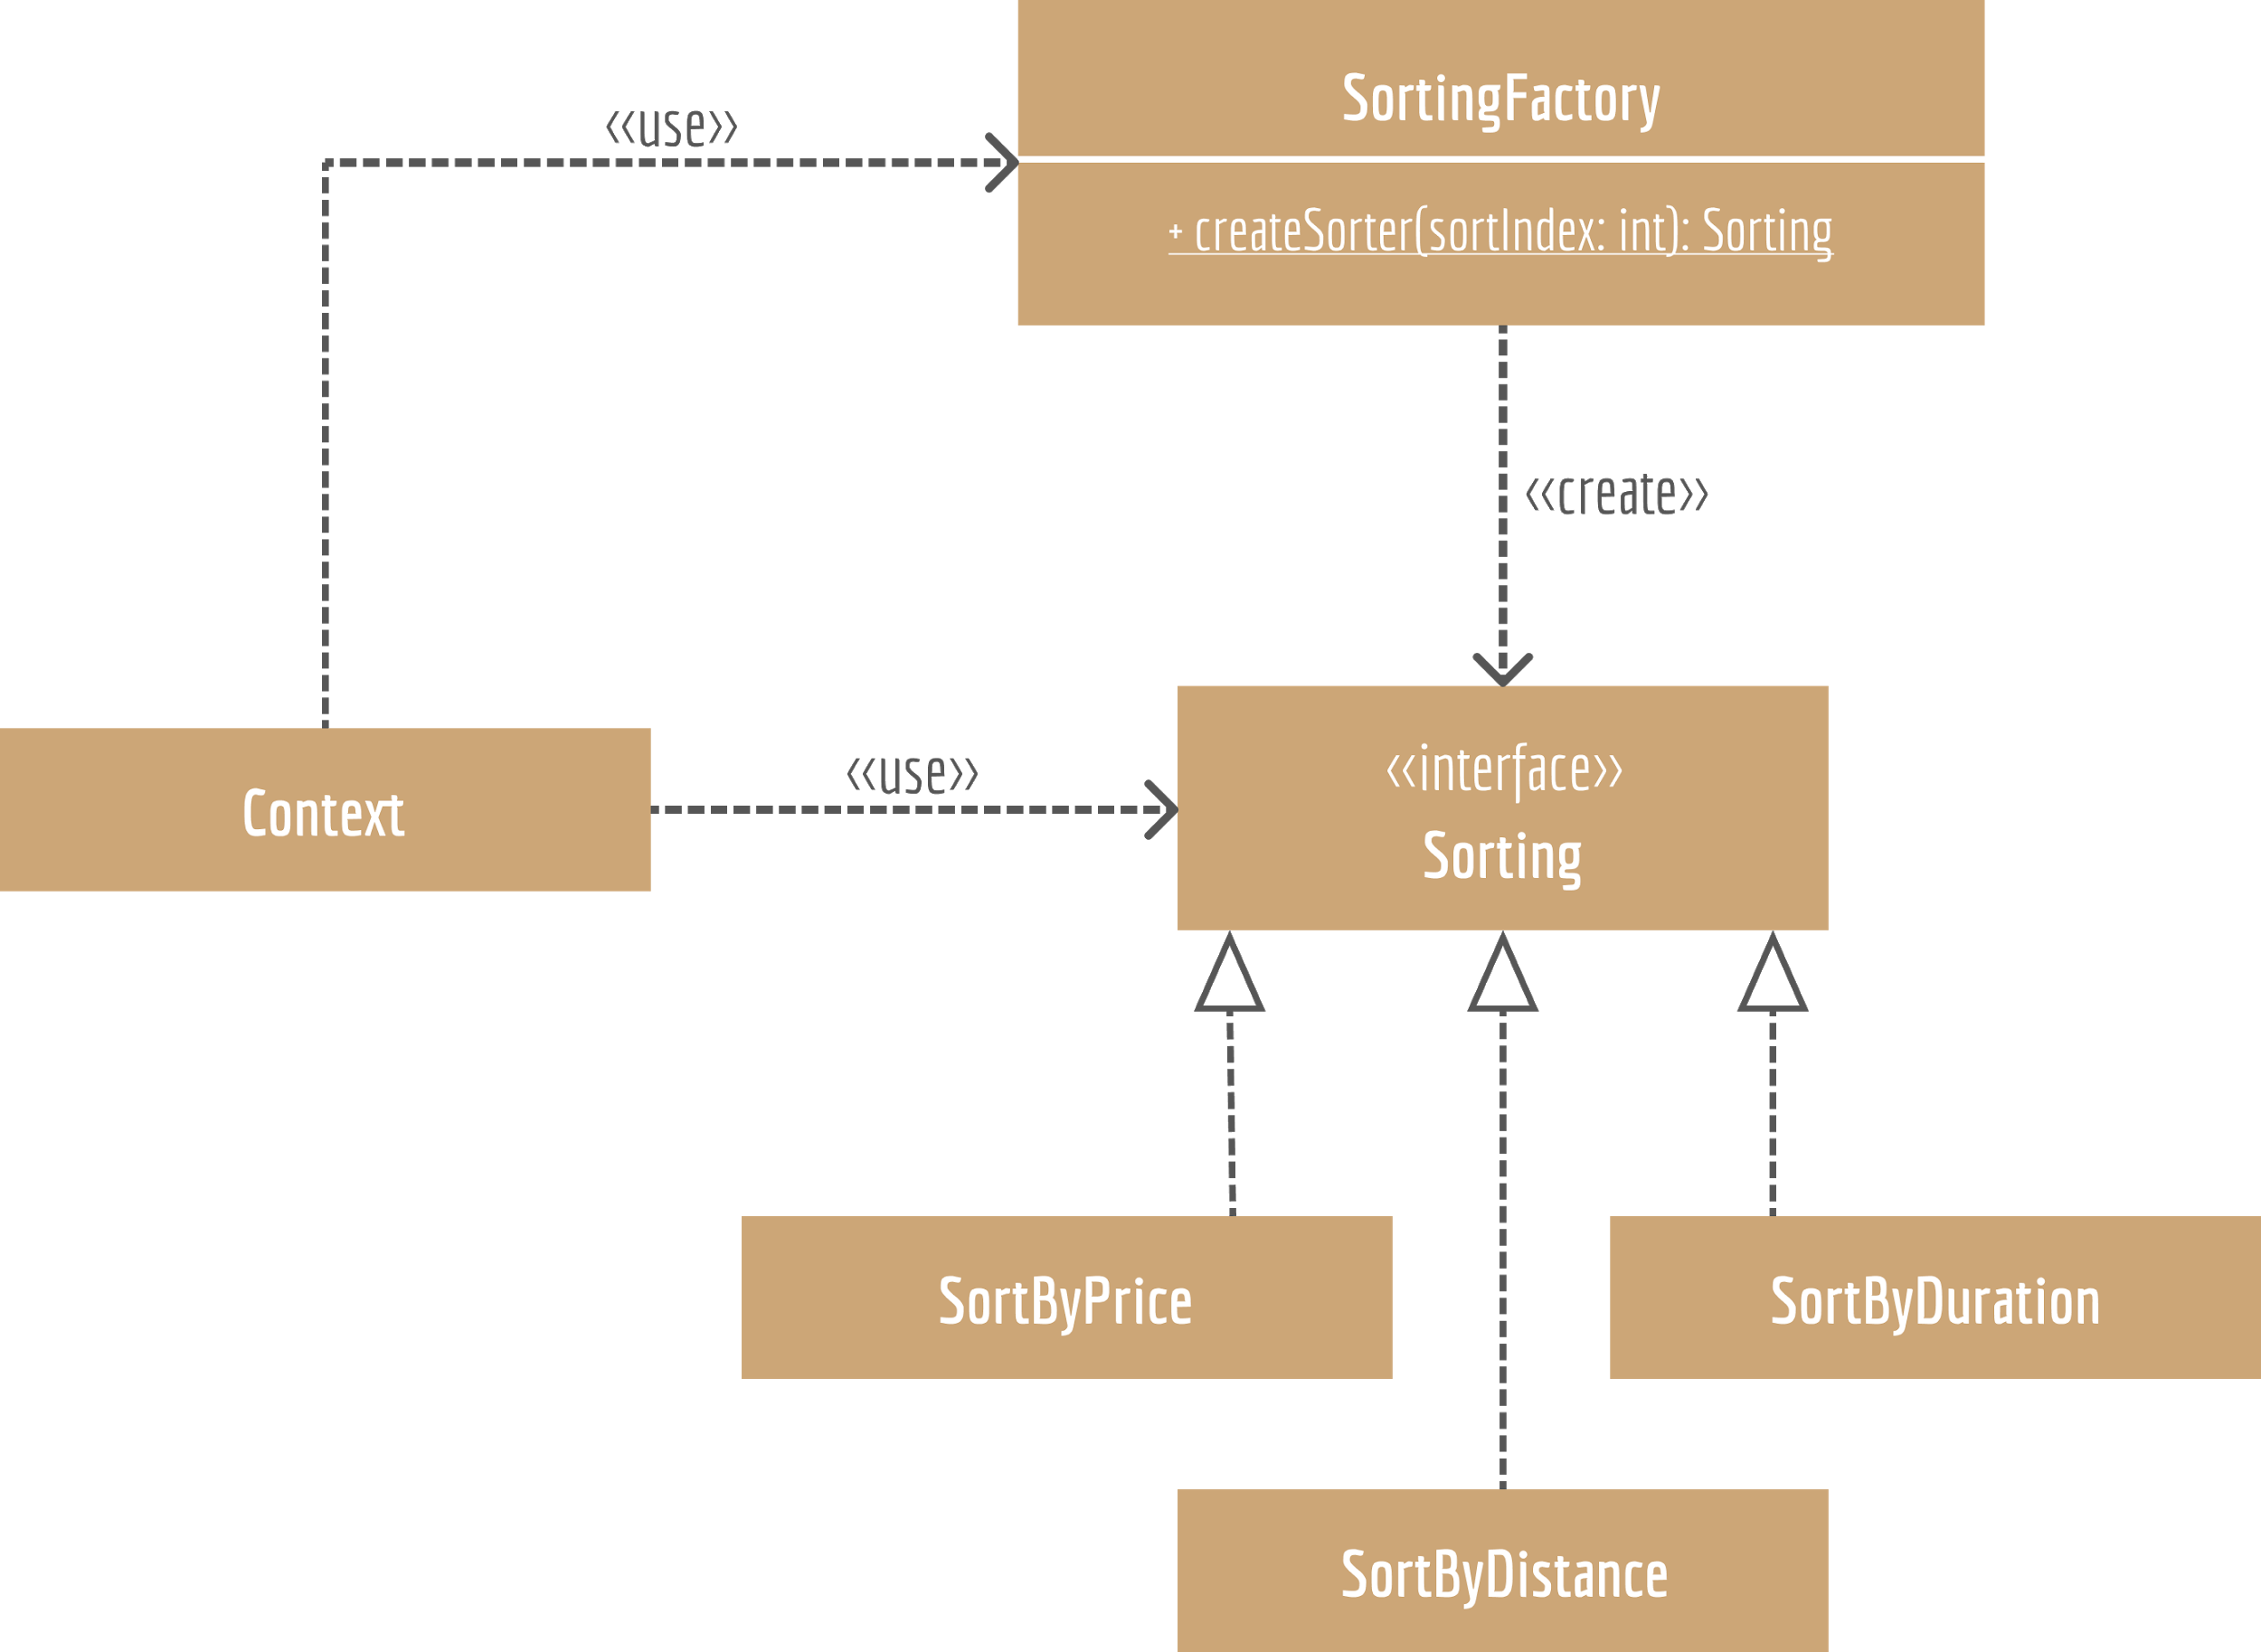 SortingFactory
«use»
+ createSorter(sortIndex: int): Sorting
«create»
«interface»
«use»
Context
Sorting
SortByPrice
SortByDuration
SortByDistance